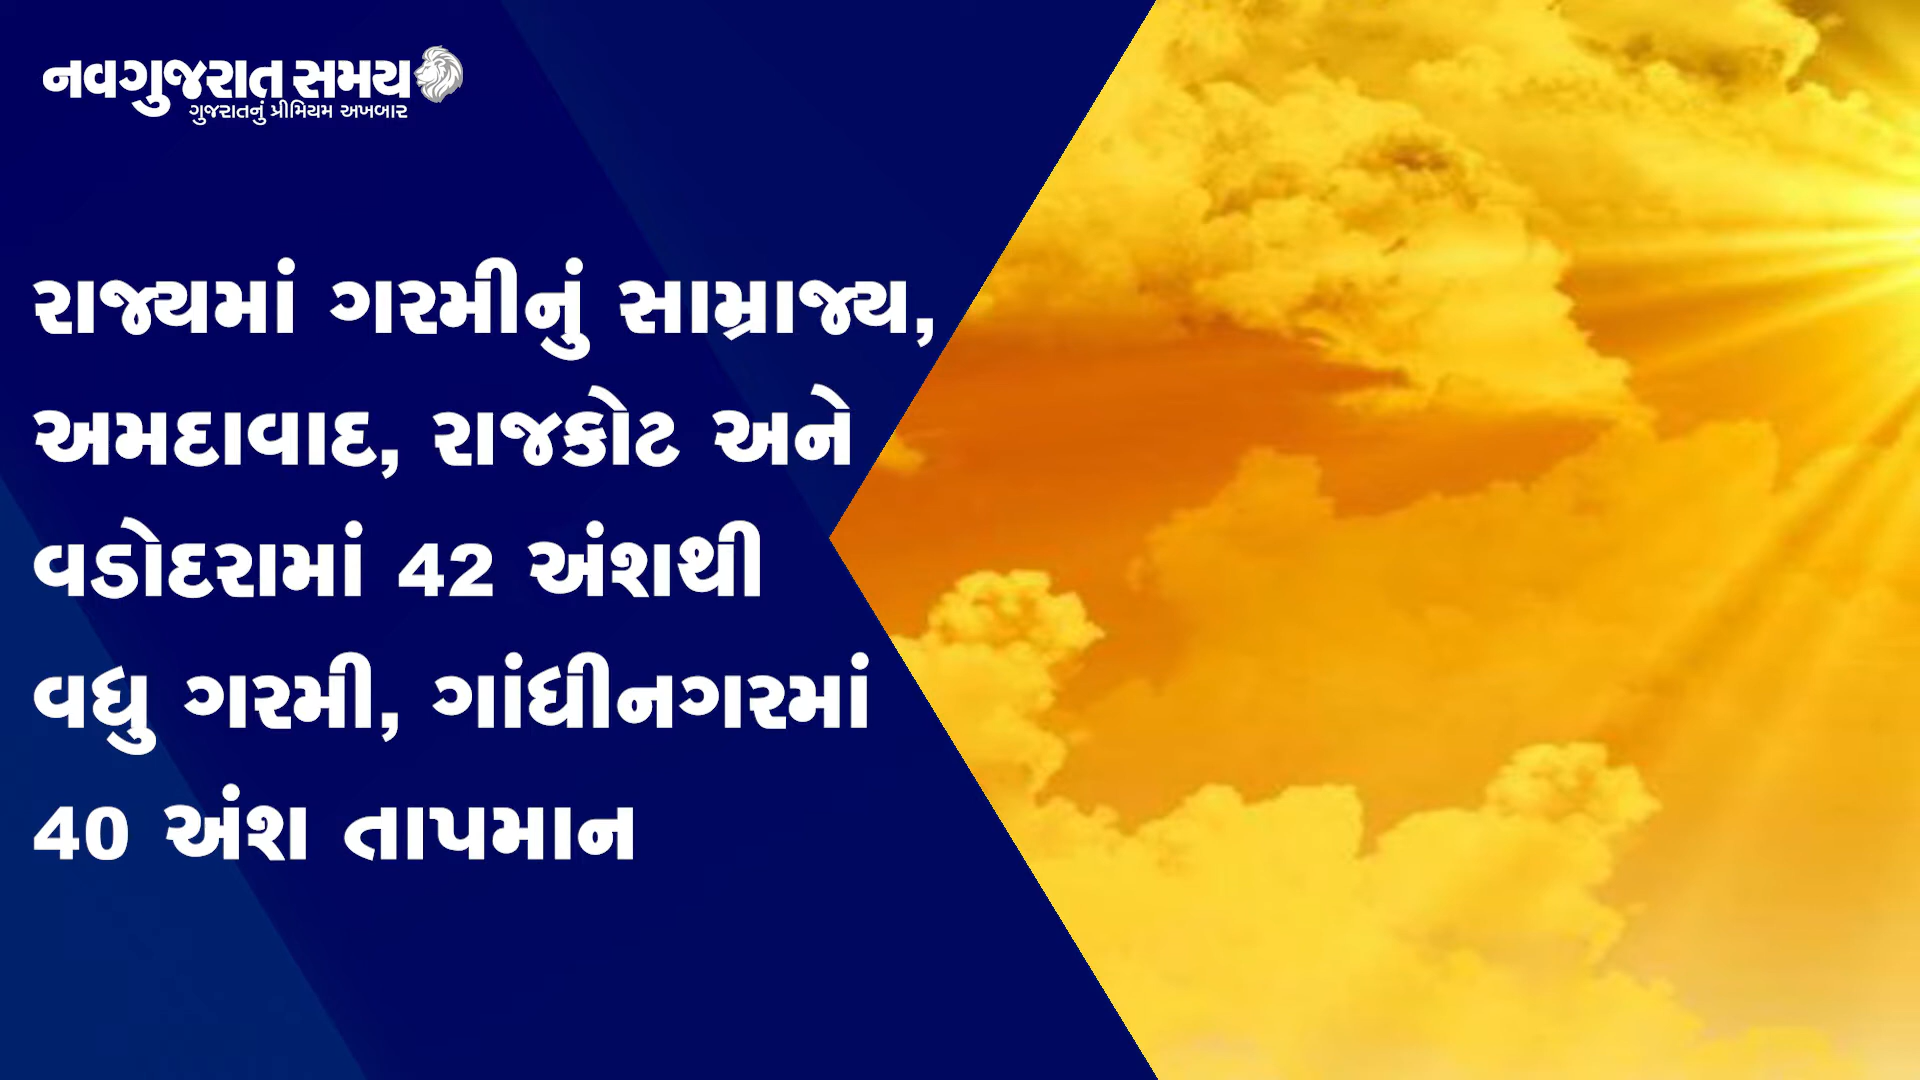 નવગુજરાત સમય
ગુજરાતનું પ્રીમિયમ અખબાર
રાજ્યમાં ગરમીનું સામ્રાજ્ય,
અમદાવાદ, રાજકોટ અને
વડોદરામાં 42 અંશથી
વધુ ગરમી, ગાંધીનગરમાં
40 અંશ તાપમાન